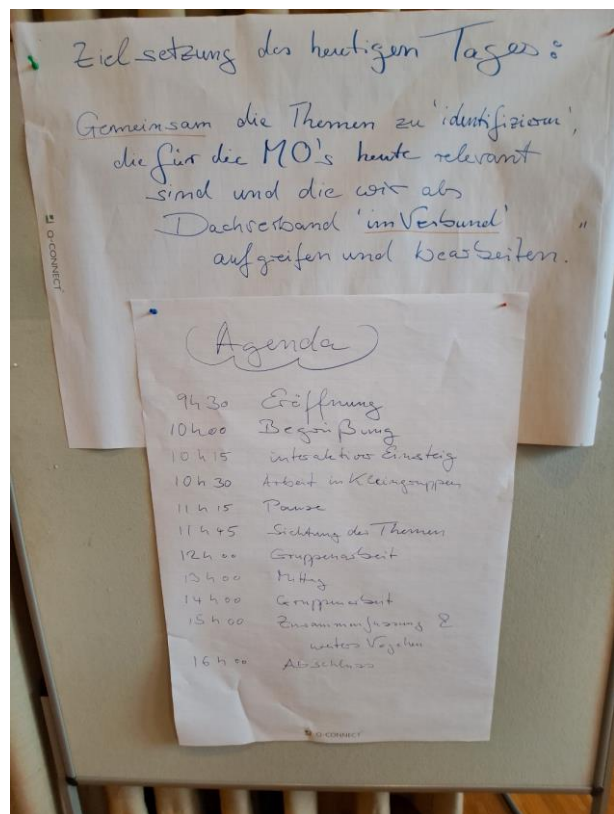 Zielsetzung des heutigen Tages:
Gemeinsam die Themen zu 'identifizieren',
die für die MO's heute relevant
sind und die wir als
Dachverband 'im Verbund'
aufgreifen und bearbeiten.
Q-CONNECT
Agenda
9h30 Eröffnung
10h00 Begrüßung
10h15 interaktiver Einstieg
10h30 Arbeit in Kleingruppen
11h15 Pause
11h45 Sichtung der Themen
12h00 Gruppenarbeit
13h00 Mittag
14h00 Gruppenarbeit
15h00 Zusammenfassung &
weiteres Vorgehen
16h00 Abschluss
Q-CONNECT